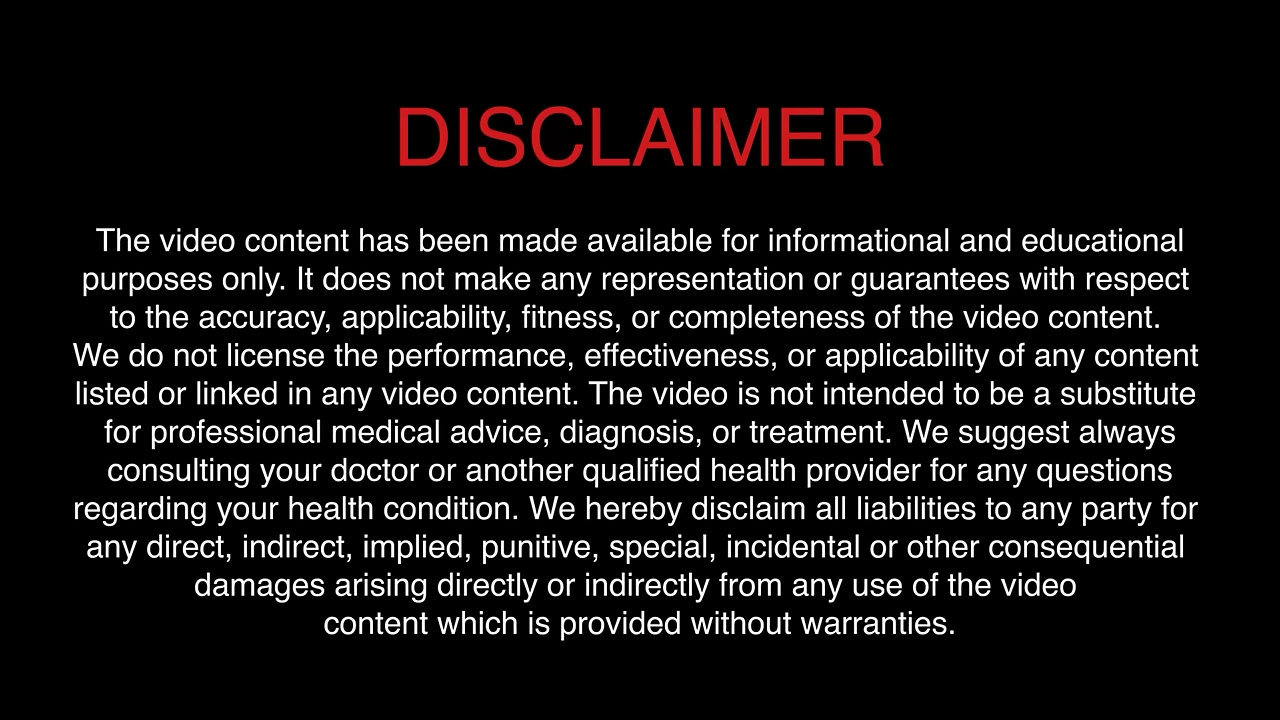 DISCLAIMER
The video content has been made available for informational and educational
purposes only. It does not make any representation or guarantees with respect
to the accuracy, applicability, fitness, or completeness of the video content.
We do not license the performance, effectiveness, or applicability of any content
listed or linked in any video content. The video is not intended to be a substitute
for professional medical advice, diagnosis, or treatment. We suggest always
consulting your doctor or another qualified health provider for any questions
regarding your health condition. We hereby disclaim all liabilities to any party for
any direct, indirect, implied, punitive, special, incidental or other consequential
damages arising directly or indirectly from any use of the video
content which is provided without warranties.